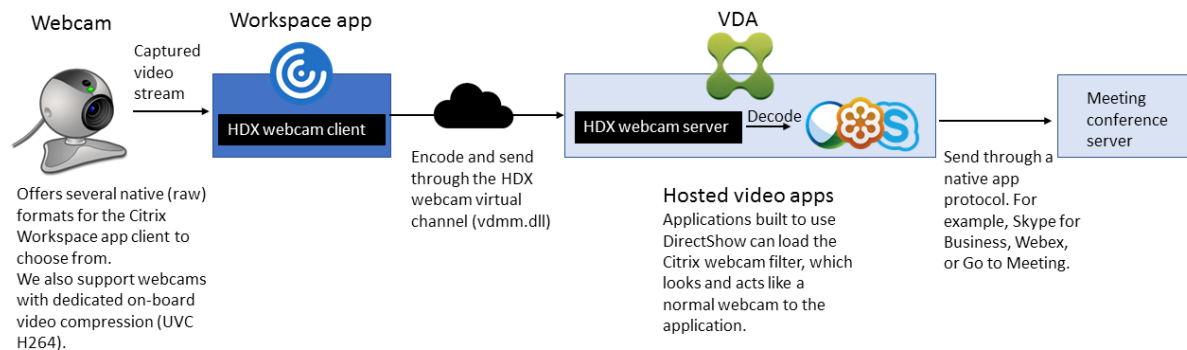 Webcam
Captured
video
stream
Offers several native (raw)
formats for the Citrix
Workspace app client to
choose from.
We also support webcams
with dedicated on-board
video compression (UVC
H264).
Workspace app
HDX webcam client
Encode and send
through the HDX
webcam virtual
channel (vdmm.dll)
VDA
HDX webcam server
Decode
S
Hosted video apps
Applications built to use
DirectShow can load the
Citrix webcam filter, which
looks and acts like a
normal webcam to the
application.
Send through a
native app
protocol. For
example, Skype for
Business, Webex,
or Go to Meeting.
Meeting
conference
server